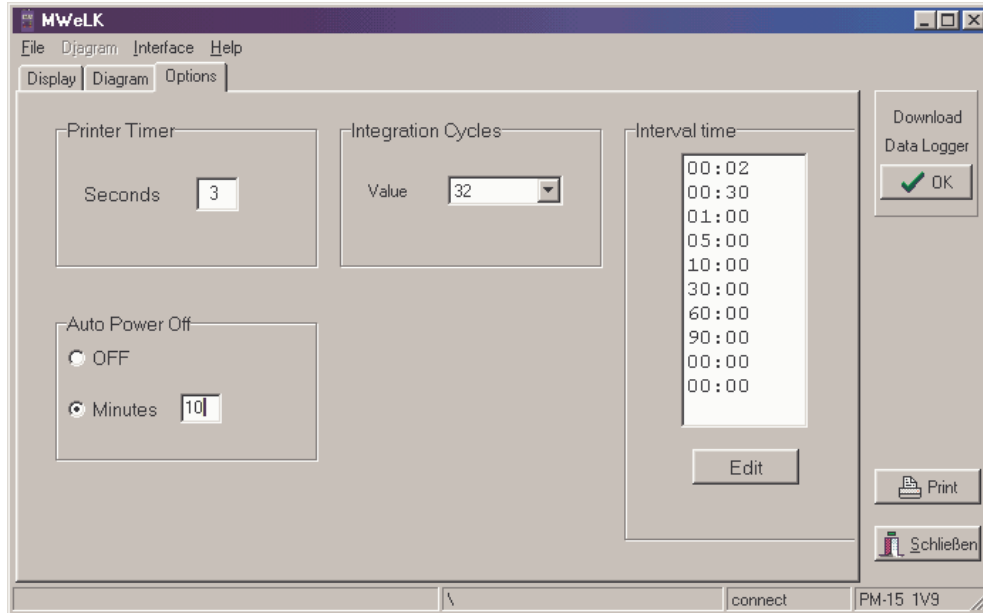 MWeLK
File Djagram Interface Help
Display Diagram Options
Printer Timer
Seconds 3
Integration Cycles
Value 32
Interval time
00:02
00:30
01:00
05:00
10:00
30:00
60:00
90:00
00:00
00:00
Edit
Auto Power Off
OFF
Minutes 10
Download
Data Logger
OK
Print
Schließen
\ connect PM-15 1V9